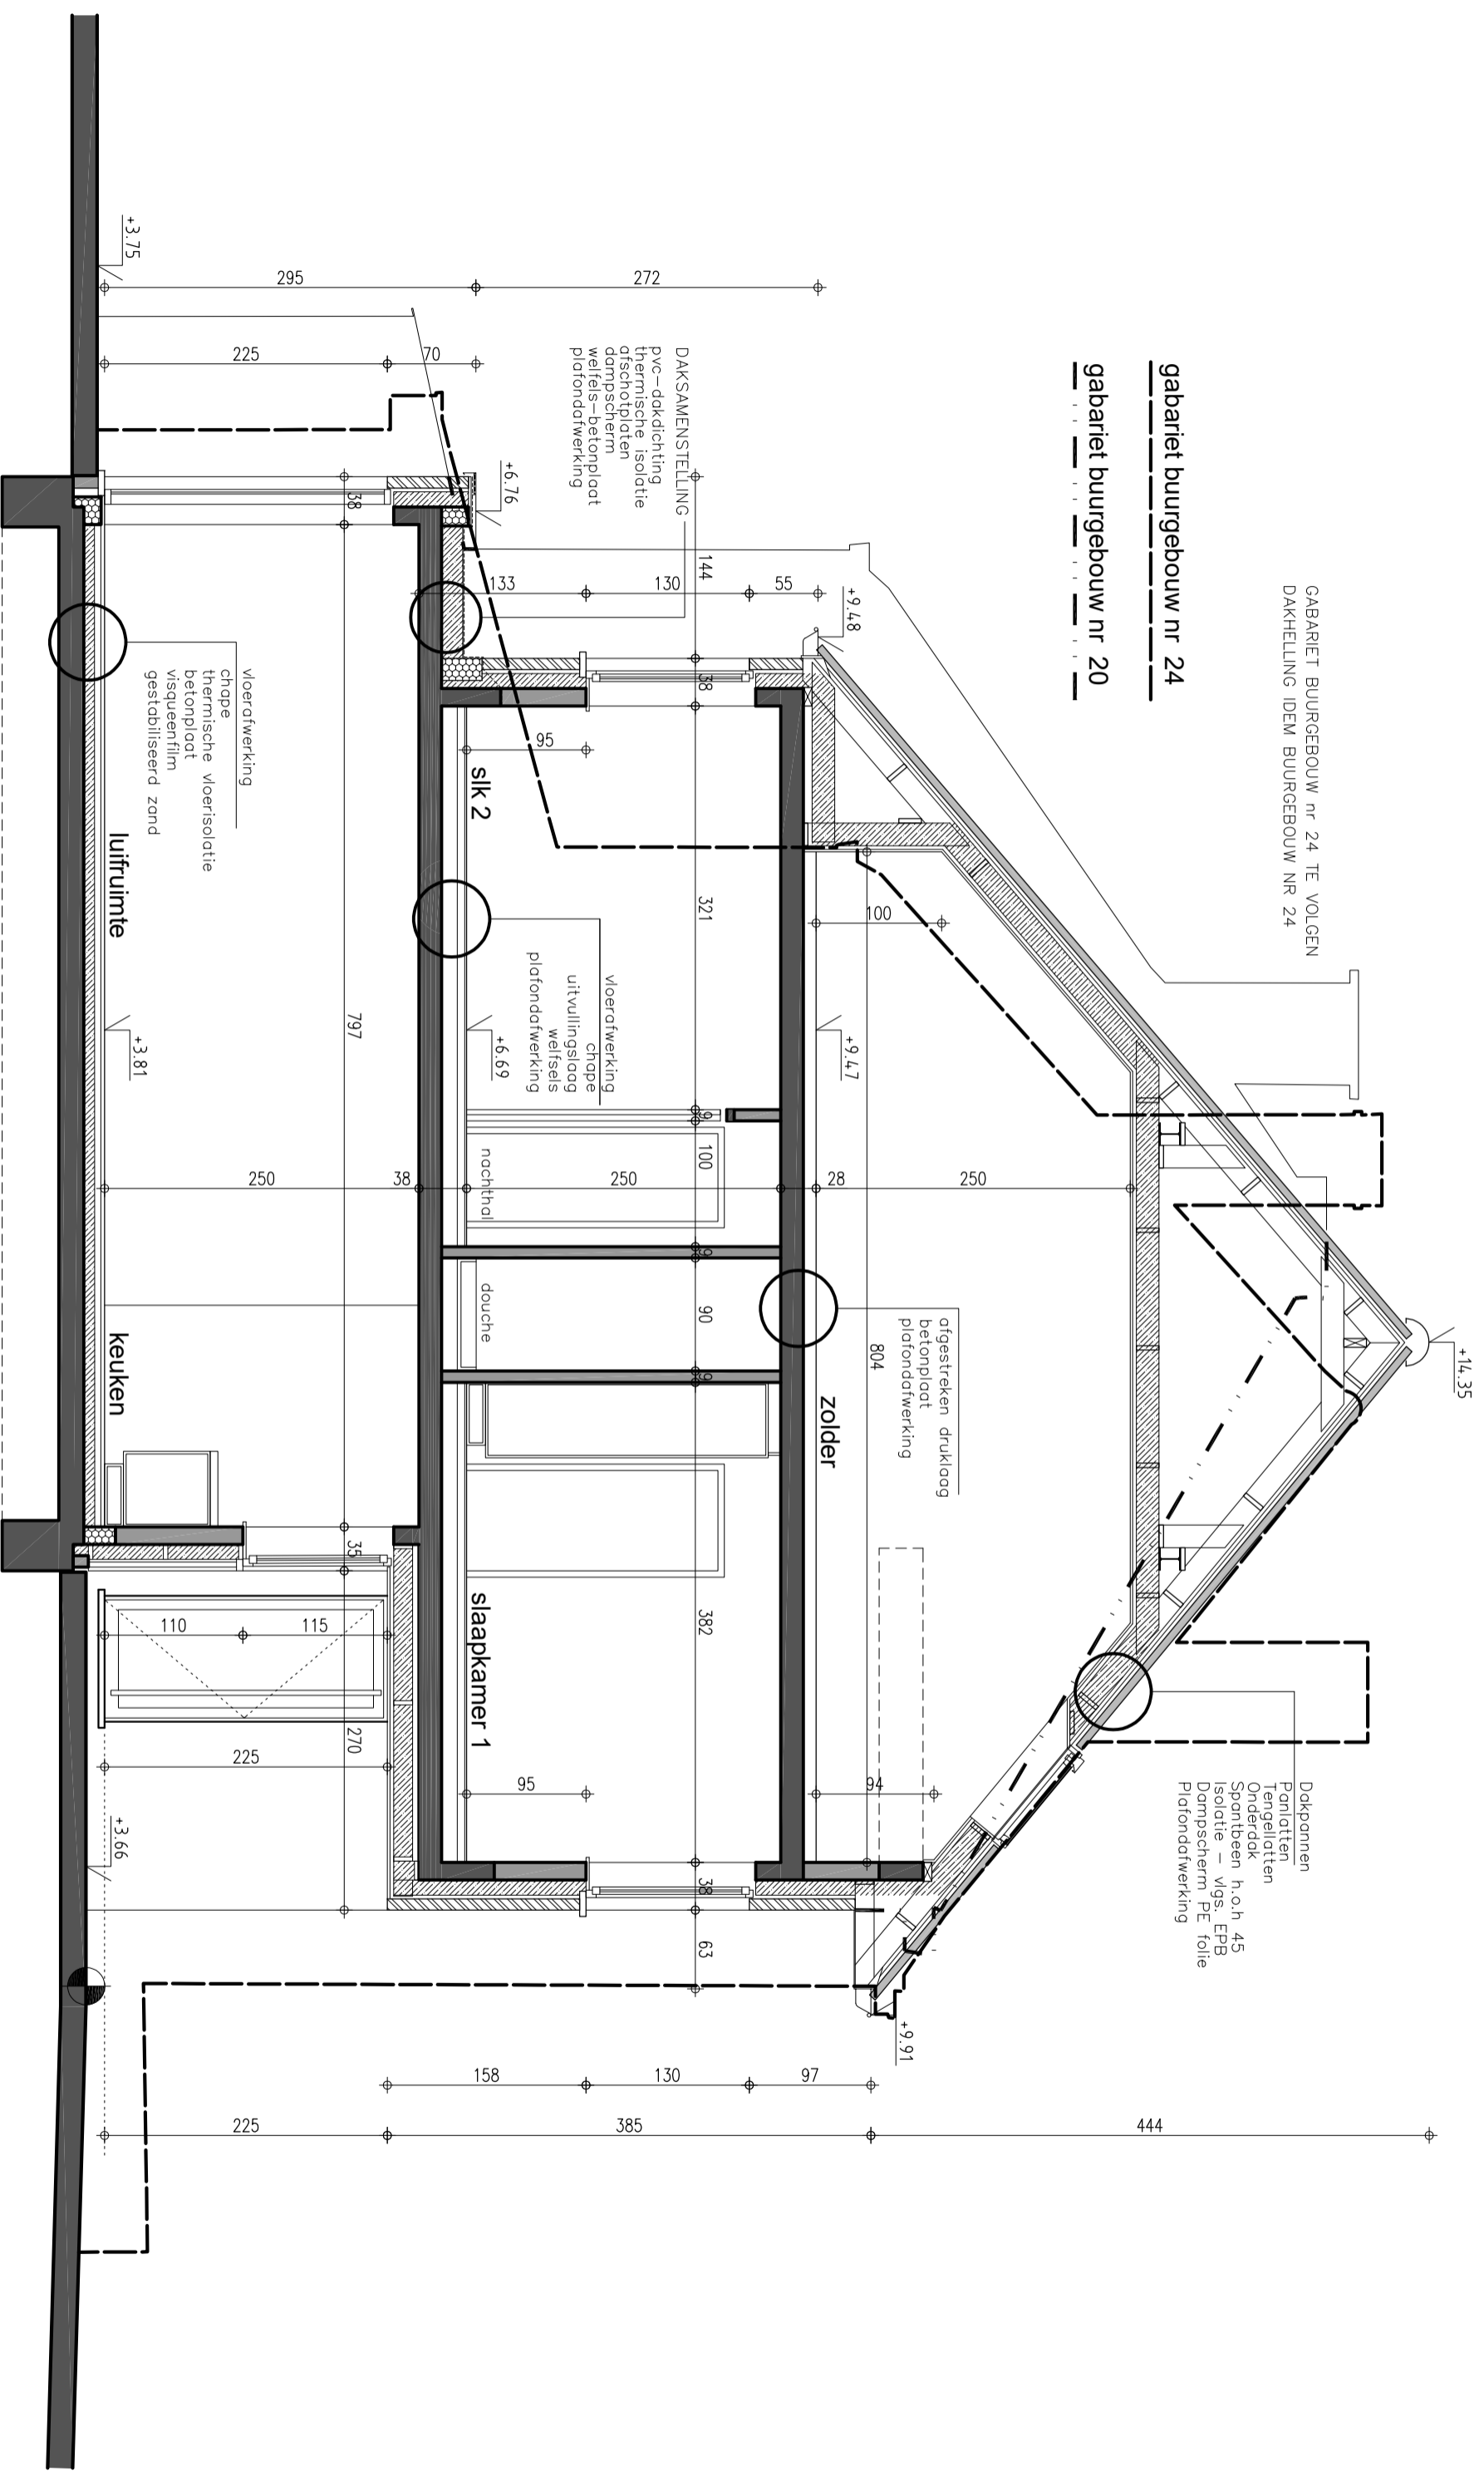 GABARIET BUURGEBOUW nr 24 TE VOLGEN
DAKHELLING IDEM BUURGEBOUW NR 24
gabariet buurgebouw nr 24
gabariet buurgebouw nr 20
+14.35
Dakpannen
Panlatten
Tengellatten
Onderdak
Spantbeen h.o.h 45
Isolatie – vlgs. EPB
Dampscherm PE folie
Plafondafwerking
DAKSAMENSTELLING
pvc–dakdichting
thermische isolatie
afschotplaten
dampscherm
welfels–betonplaat
plafondafwerking
afgestreken druklaag
betonplaat
plafondafwerking
zolder
804
100
250
28
94
+9.48
+9.47
+9.91
144
38
321
9
100
9
90
9
382
38
63
55
130
133
95
250
95
vloerafwerking
chape
uitvullingslaag
welfsels
plafondafwerking
slk 2
nachthal
douche
slaapkamer 1
+6.76
+6.69
38
38
797
35
270
250
vloerafwerking
chape
thermische vloerisolatie
betonplaat
visqueenfilm
gestabiliseerd zand
luifruimte
keuken
+3.75
+3.81
+3.66
272
295
70
225
110
115
225
97
130
158
444
385
225